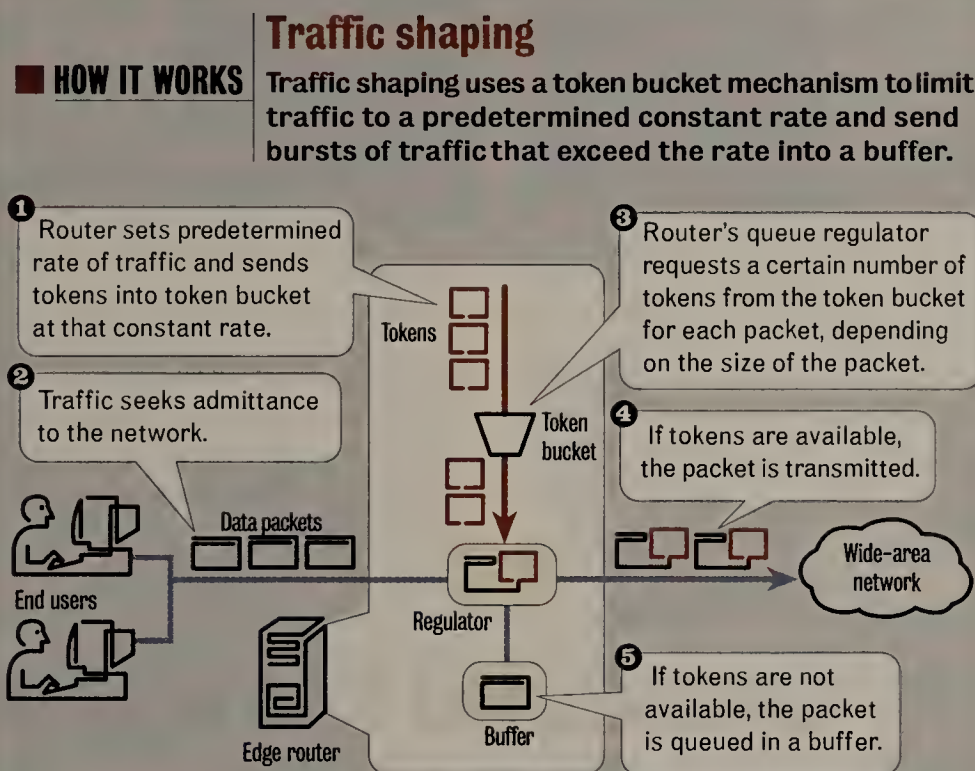 HOW IT WORKS
Traffic shaping
Traffic shaping uses a token bucket mechanism to limit
traffic to a predetermined constant rate and send
bursts of traffic that exceed the rate into a buffer.
1
Router sets predetermined
rate of traffic and sends
tokens into token bucket
at that constant rate.
2
Traffic seeks admittance
to the network.
3
Router's queue regulator
requests a certain number of
tokens from the token bucket
for each packet, depending
on the size of the packet.
4
If tokens are available,
the packet is transmitted.
5
If tokens are not
available, the packet
is queued in a buffer.
Tokens
Token
bucket
Data packets
End users
Regulator
Wide-area
network
Edge router
Buffer